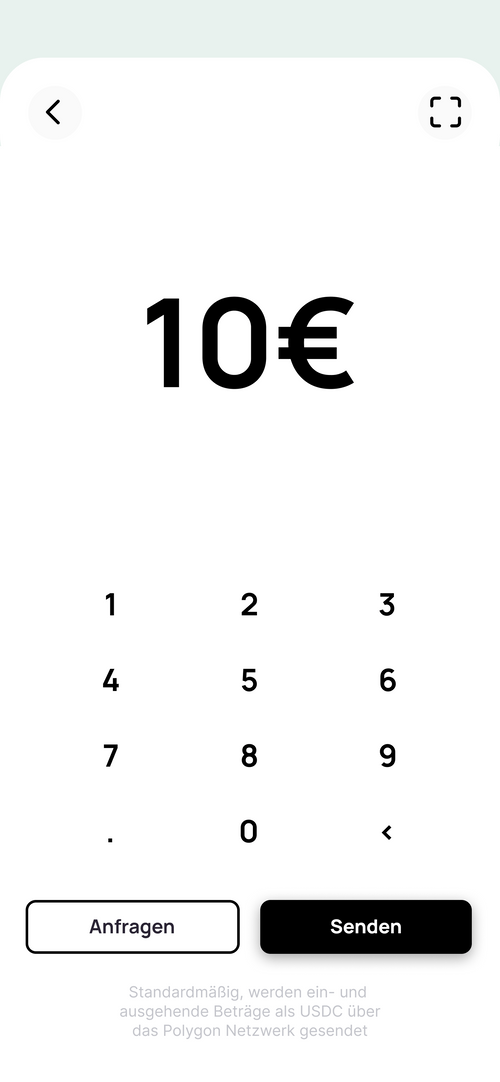 10€
1 2 3
4 5 6
7 8 9
. 0 <
Anfragen Senden
Standardmäßig, werden ein- und
ausgehende Beträge als USDC über
das Polygon Netzwerk gesendet